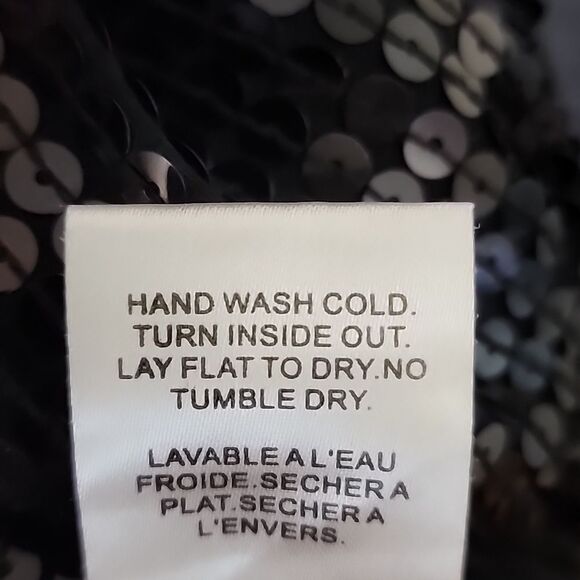 HAND WASH COLD.
TURN INSIDE OUT.
LAY FLAT TO DRY.NO
TUMBLE DRY.
LAVABLE A L'EAU
FROIDE.SECHER A
PLAT.SECHER A
L'ENVERS.